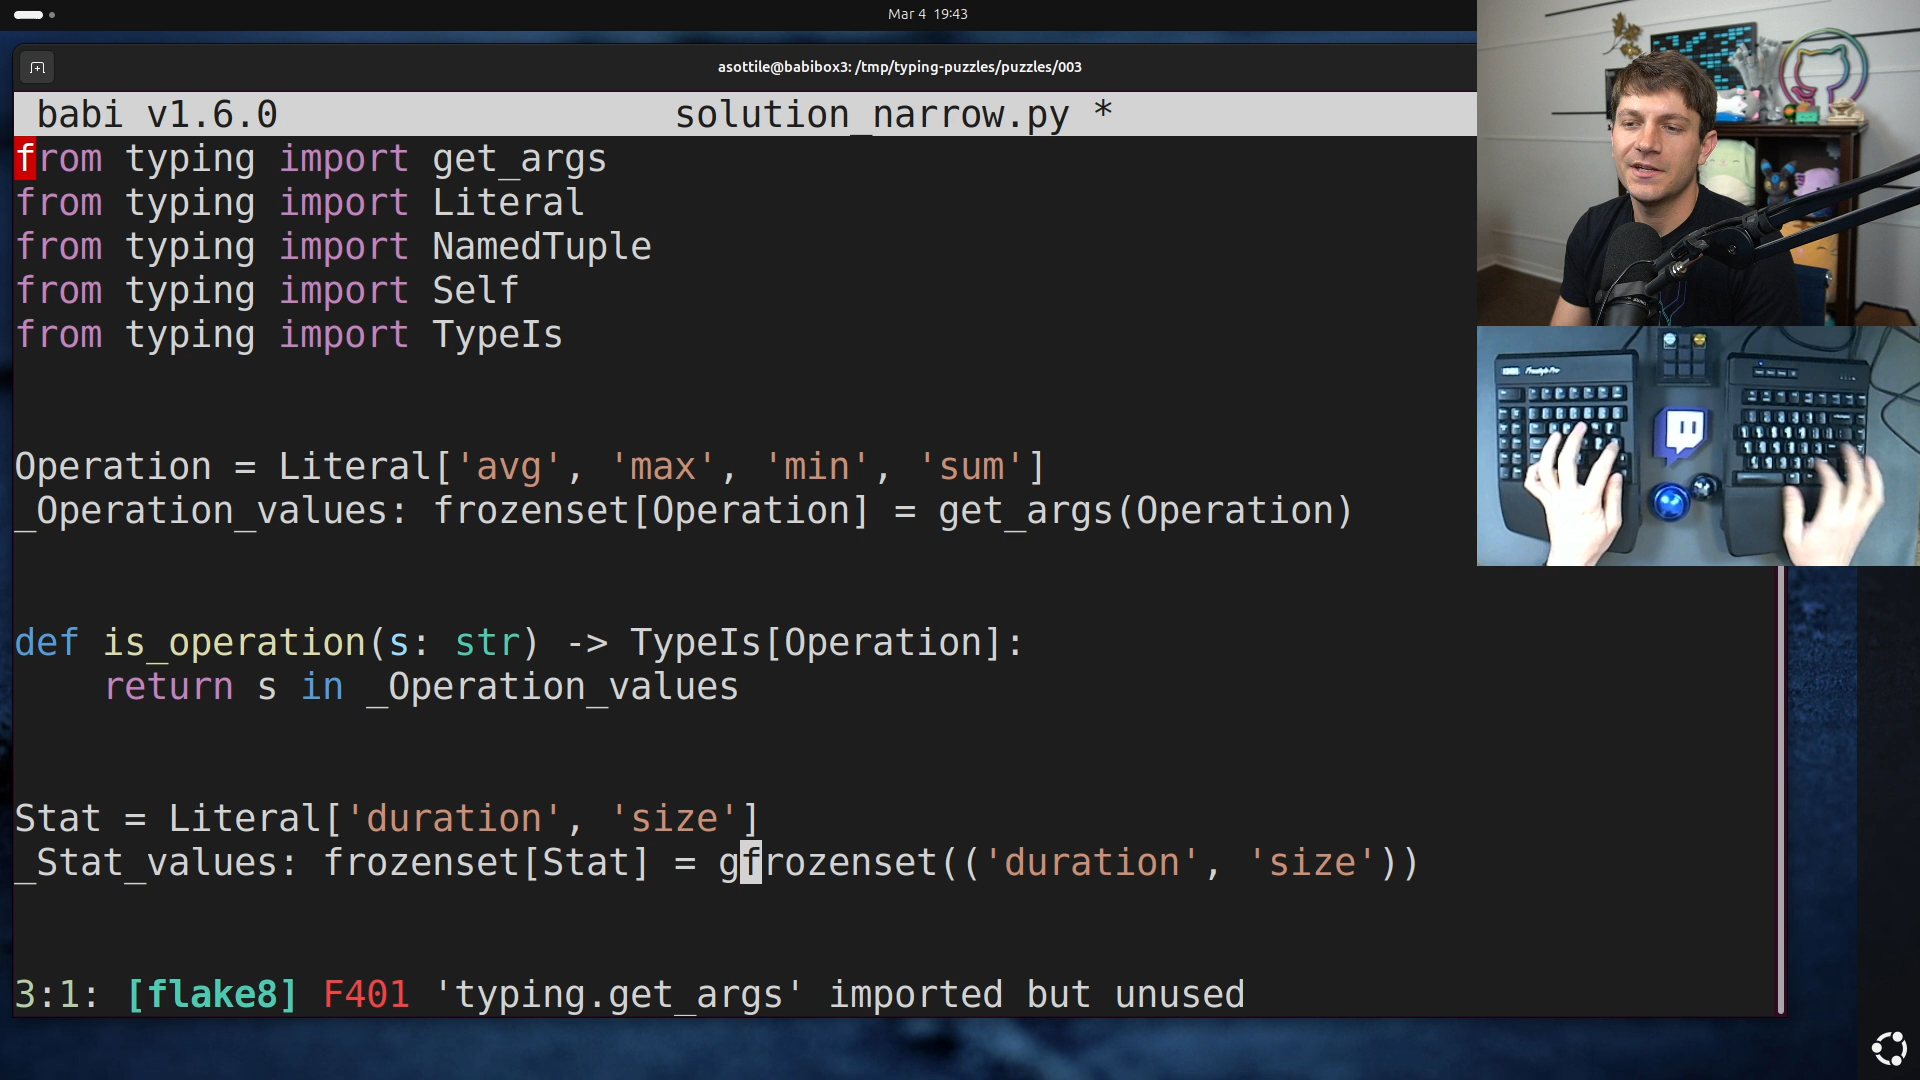 Mar 4 19:43
asottile@babibox3: /tmp/typing-puzzles/puzzles/003
babi v1.6.0 solution_narrow.py *
from typing import get_args
from typing import Literal
from typing import NamedTuple
from typing import Self
from typing import TypeIs
Operation = Literal['avg', 'max', 'min', 'sum']
_Operation_values: frozenset[Operation] = get_args(Operation)
def is_operation(s: str) -> TypeIs[Operation]:
    return s in _Operation_values
Stat = Literal['duration', 'size']
_Stat_values: frozenset[Stat] = gfrozenset(('duration', 'size'))
3:1: [flake8] F401 'typing.get_args' imported but unused